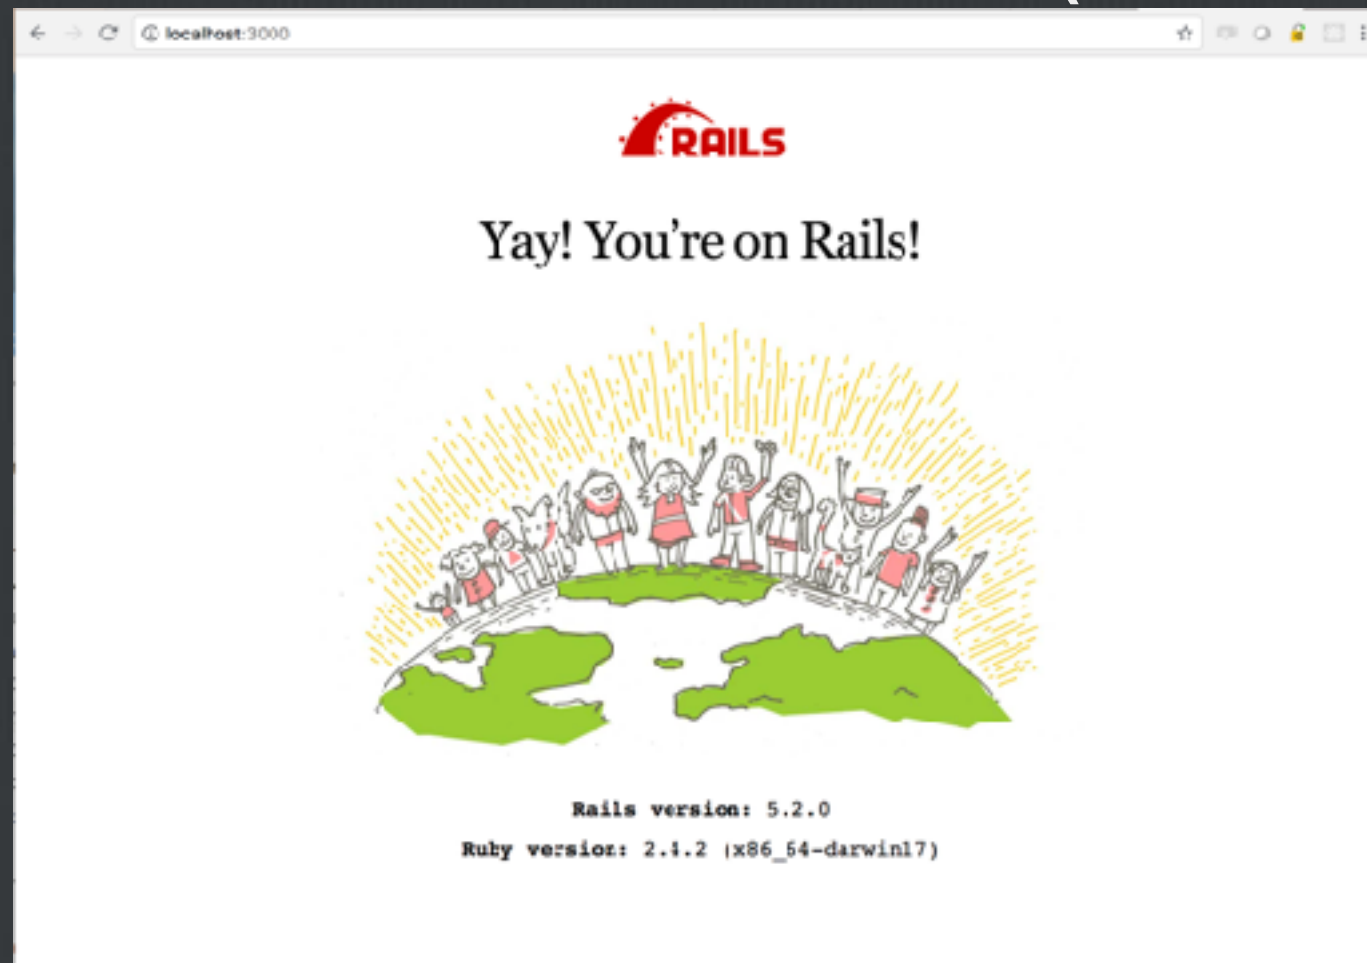 localhost:3000
RAILS
Yay! You’re on Rails!
Rails version: 5.2.0
Ruby version: 2.4.2 (x86_64-darwin17)